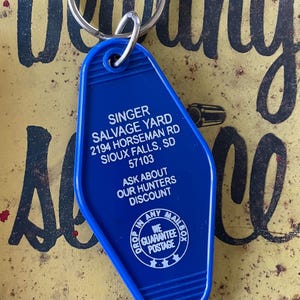 SINGER
SALVAGE YARD
2194 HORSEMAN RD
SIOUX FALLS, SD
57103
ASK ABOUT
OUR HUNTERS
DISCOUNT
DROP IN ANY MAILBOX
WE
GUARANTEE
POSTAGE